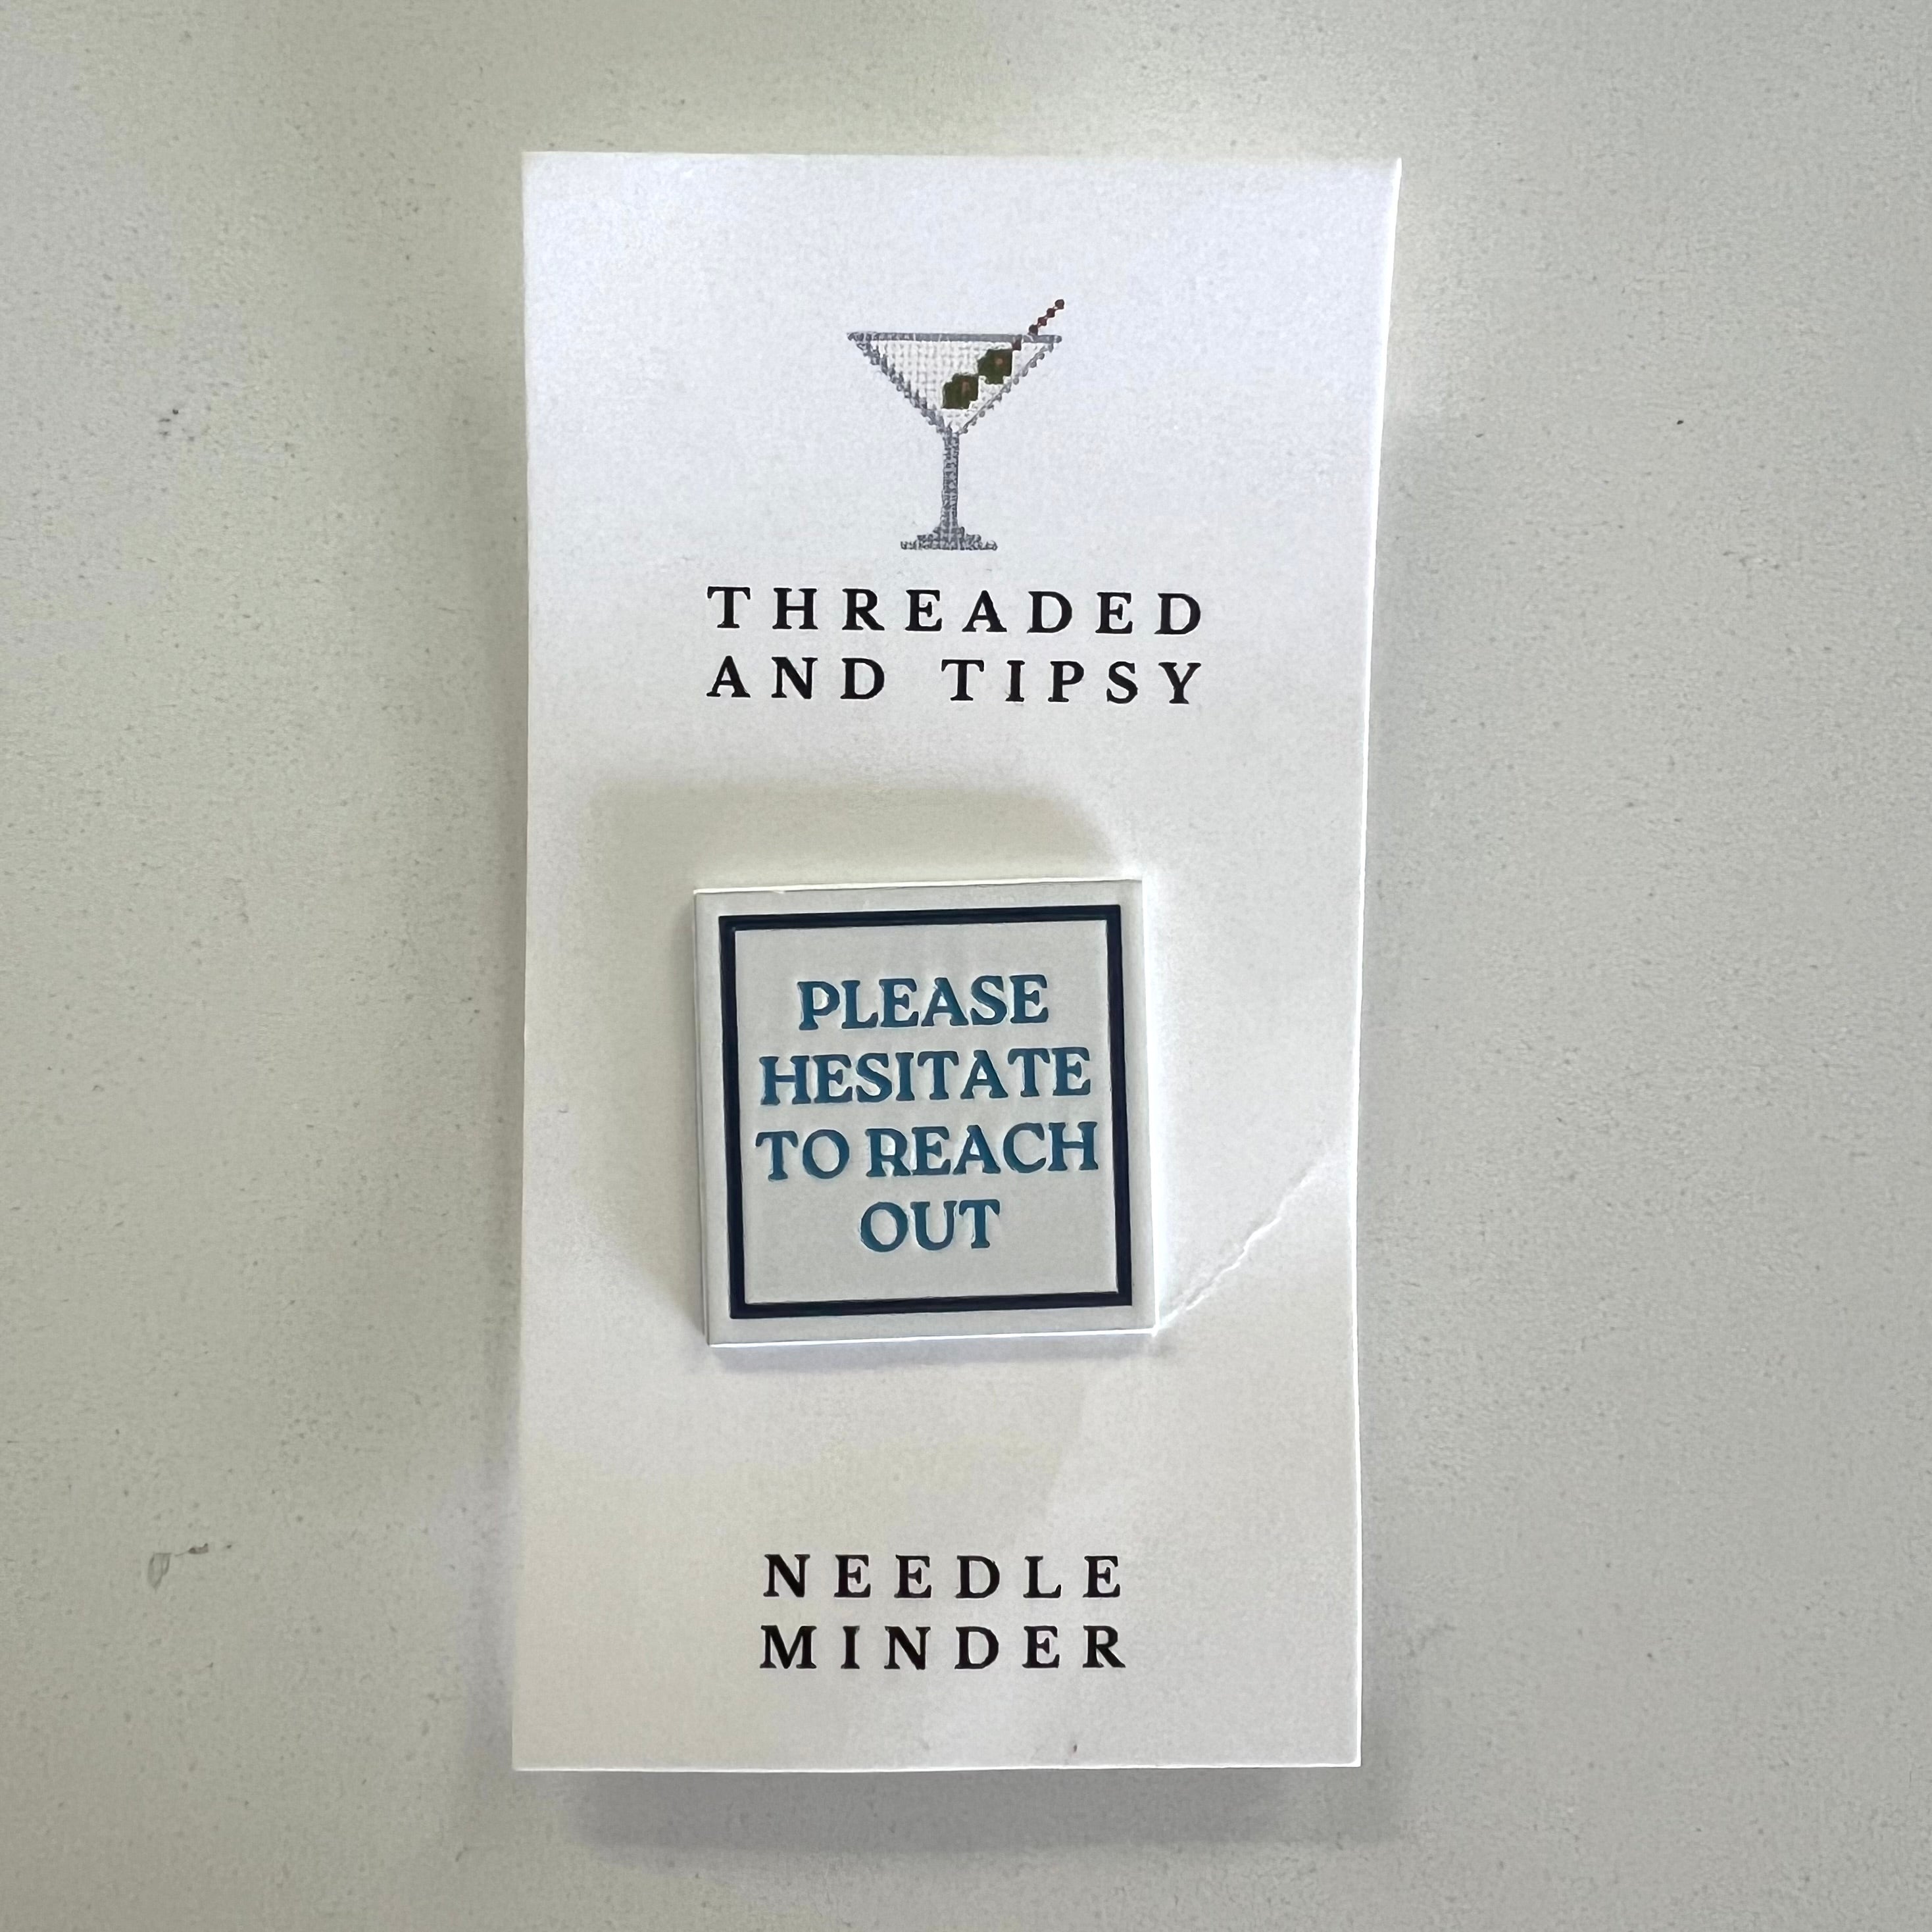 THREADED
AND TIPSY
PLEASE
HESITATE
TO REACH
OUT
NEEDLE
MINDER